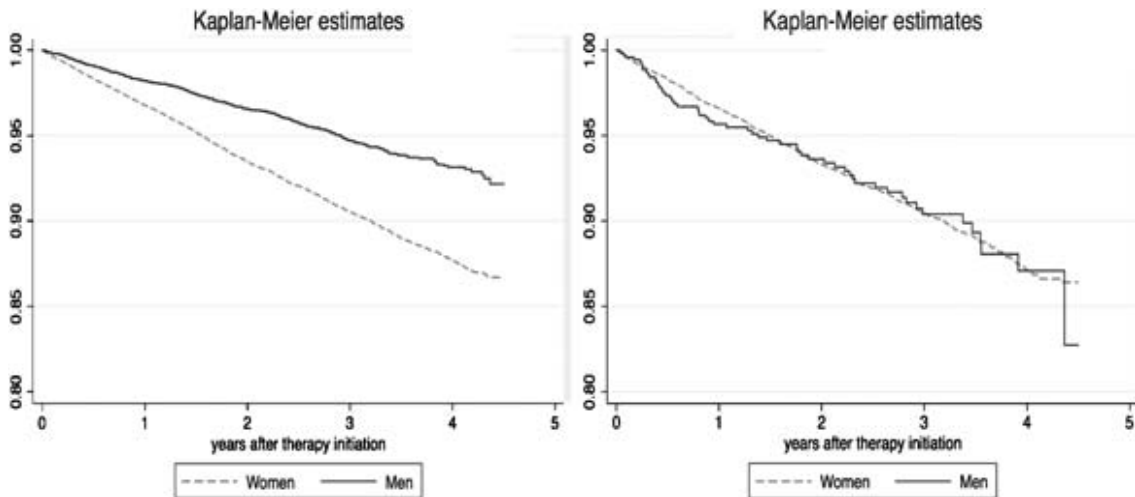 Kaplan-Meier estimates
1.00
0.95
0.90
0.85
0.80
0 1 2 3 4 5
years after therapy initiation
Women Men
Kaplan-Meier estimates
1.00
0.95
0.90
0.85
0.80
0 1 2 3 4 5
years after therapy initiation
Women Men